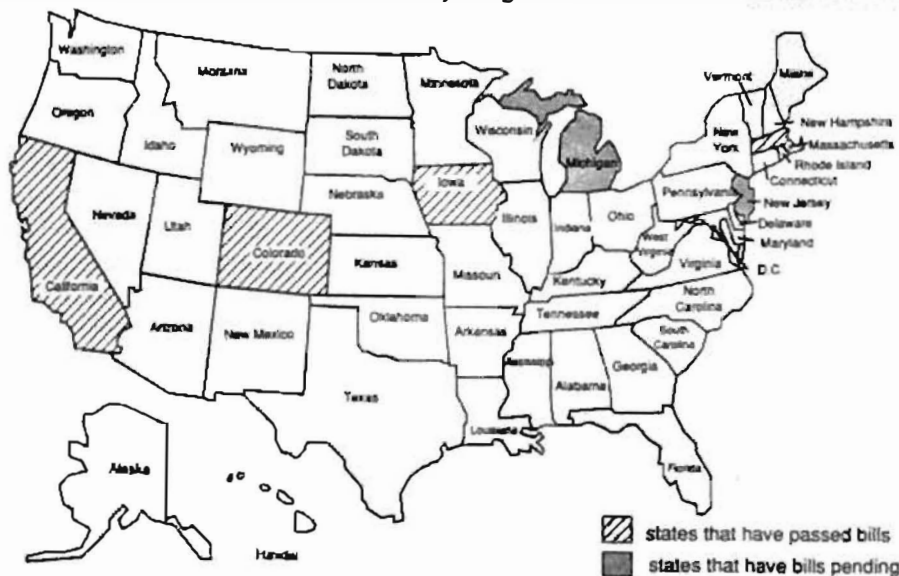 Washington
Montana
North
Dakota
Minnesota
Vermont
Maine
Oregon
Idaho
Wyoming
South
Dakota
Wisconsin
Michigan
New
York
New Hampshire
Massachusetts
Rhode Island
Connecticut
Nevada
Utah
Colorado
Nebraska
Iowa
Illinois
Indiana
Ohio
Pennsylvania
New Jersey
Delaware
Maryland
D.C.
California
Kansas
Missouri
Kentucky
West
Virginia
Virginia
Arizona
New Mexico
Oklahoma
Arkansas
Tennessee
North
Carolina
South
Carolina
Texas
Louisiana
Mississippi
Alabama
Georgia
Florida
Alaska
Hawaii
states that have passed bills
states that have bills pending